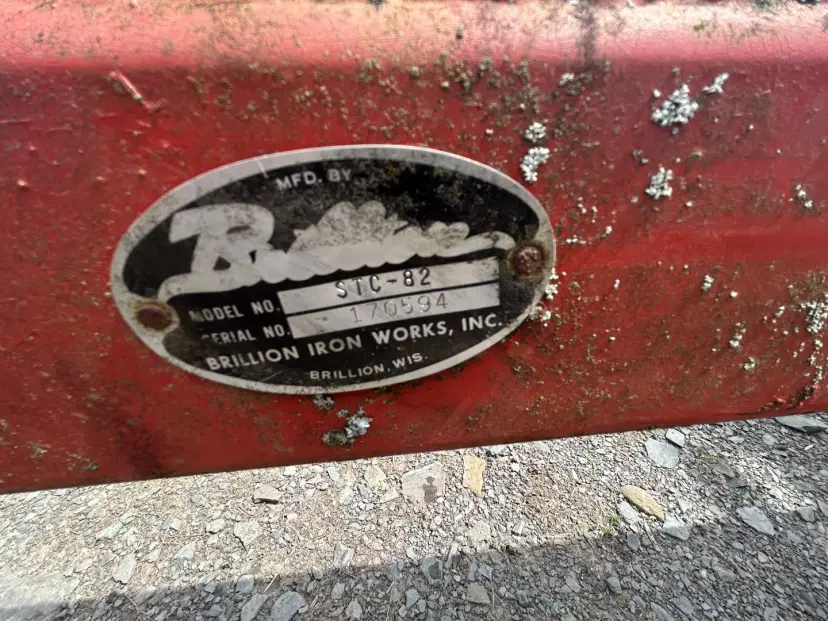 MFD. BY
Brillion
MODEL NO. STC-82
SERIAL NO. 170594
BRILLION IRON WORKS, INC.
BRILLION, WIS.